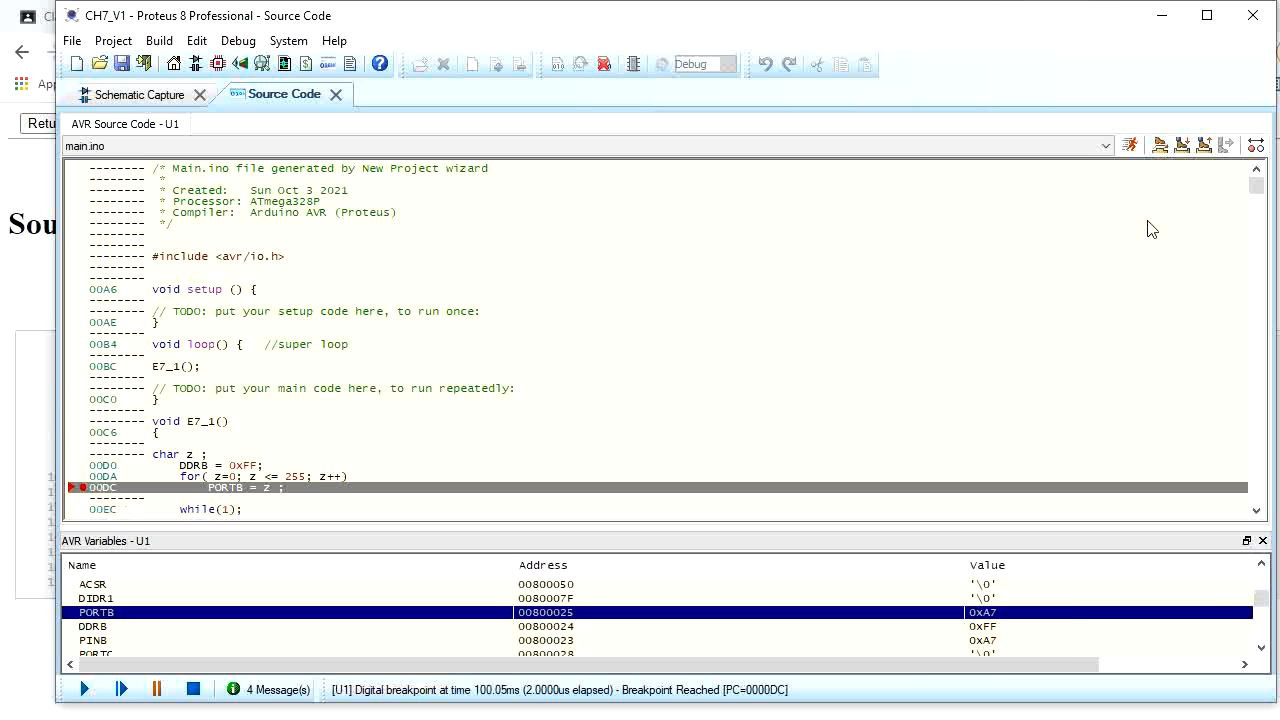 CH7_V1 - Proteus 8 Professional - Source Code
File Project Build Edit Debug System Help
Debug
Schematic Capture
Source Code
AVR Source Code - U1
main.ino
-------- /* Main.ino file generated by New Project wizard
-------- *
-------- * Created: Sun Oct 3 2021
-------- * Processor: ATmega328P
-------- * Compiler: Arduino AVR (Proteus)
-------- */
--------
--------
-------- #include <avr/io.h>
--------
--------
00A6 void setup () {
--------
-------- // TODO: put your setup code here, to run once:
00AE }
--------
00B4 void loop() { //super loop
--------
00BC E7_1();
--------
-------- // TODO: put your main code here, to run repeatedly:
00C0 }
--------
-------- void E7_1()
00C6 {
--------
-------- char z ;
00D0 DDRB = 0xFF;
00DA for( z=0; z <= 255; z++)
00DC PORTB = z ;
--------
00EC while(1);
Retu
Sou
AVR Variables - U1
Name Address Value
ACSR 00800050 '\0'
DIDR1 0080007F '\0'
PORTB 00800025 0xA7
DDRB 00800024 0xFF
PINB 00800023 0xA7
PORTC 00800028 '\0'
4 Message(s) [U1] Digital breakpoint at time 100.05ms (2.0000us elapsed) - Breakpoint Reached [PC=0000DC]